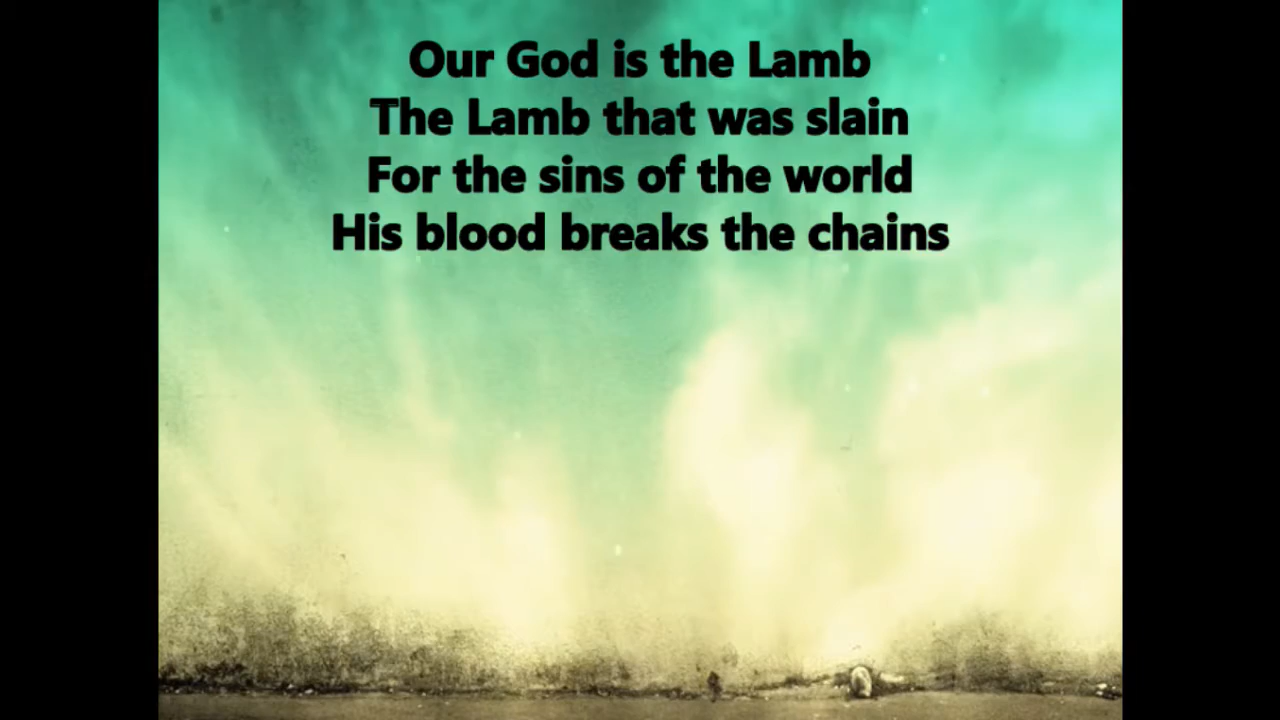 Our God is the Lamb
The Lamb that was slain
For the sins of the world
His blood breaks the chains